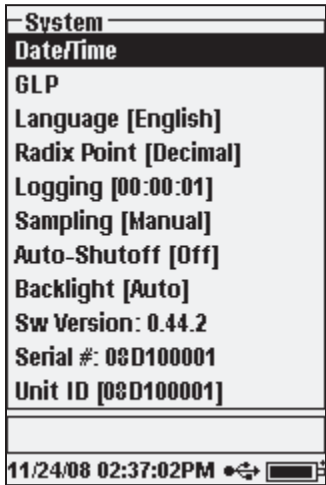 System
Date/Time
GLP
Language [English]
Radix Point [Decimal]
Logging [00:00:01]
Sampling [Manual]
Auto-Shutoff [Off]
Backlight [Auto]
Sw Version: 0.44.2
Serial #: 08D100001
Unit ID [08D100001]
11/24/08 02:37:02PM